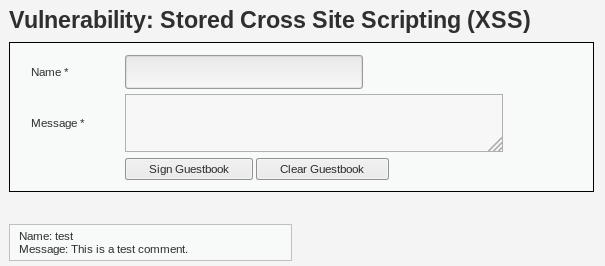 Vulnerability: Stored Cross Site Scripting (XSS)
Name *
Message *
Sign Guestbook Clear Guestbook
Name: test
Message: This is a test comment.